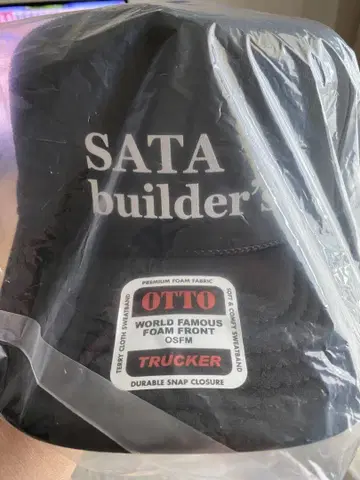 SATA
builder's
PREMIUM FOAM FABRIC
TERRY CLOTH SWEATBAND
OTTO
WORLD FAMOUS
FOAM FRONT
OSFM
TRUCKER
SOFT & COMFY SWEATBAND
DURABLE SNAP CLOSURE